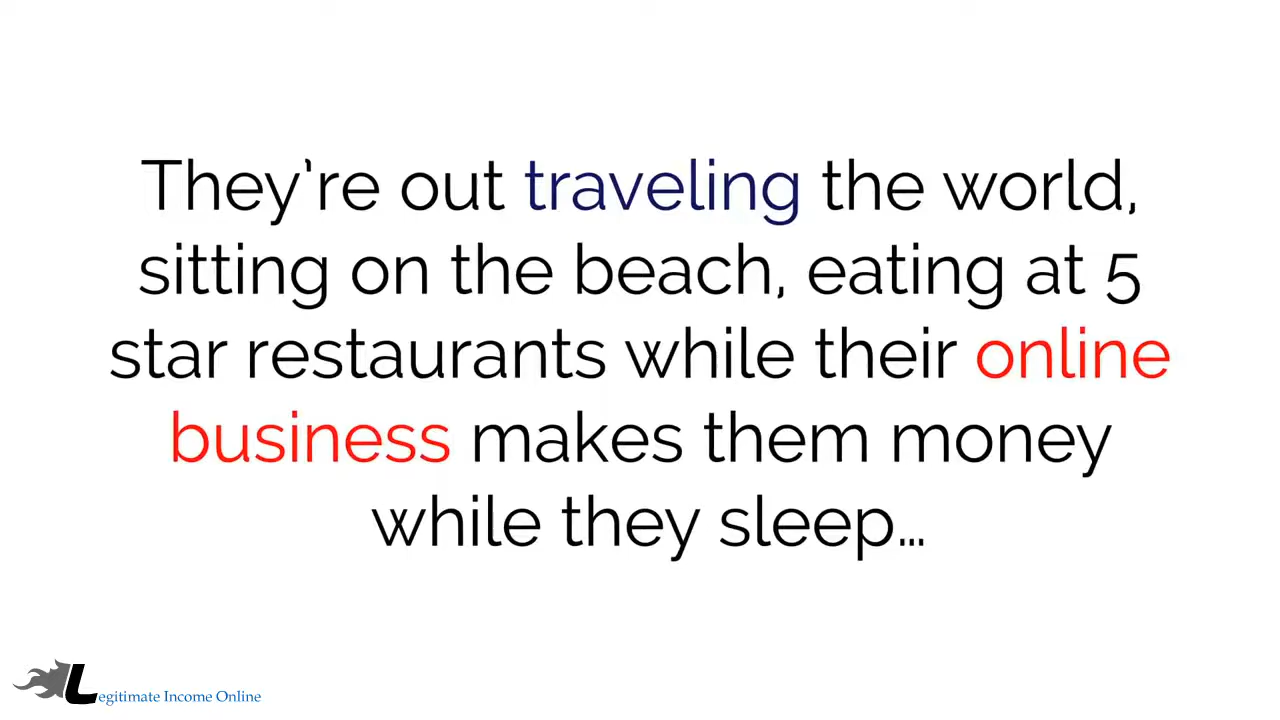 They're out traveling the world,
sitting on the beach, eating at 5
star restaurants while their online
business makes them money
while they sleep…
Legitimate Income Online